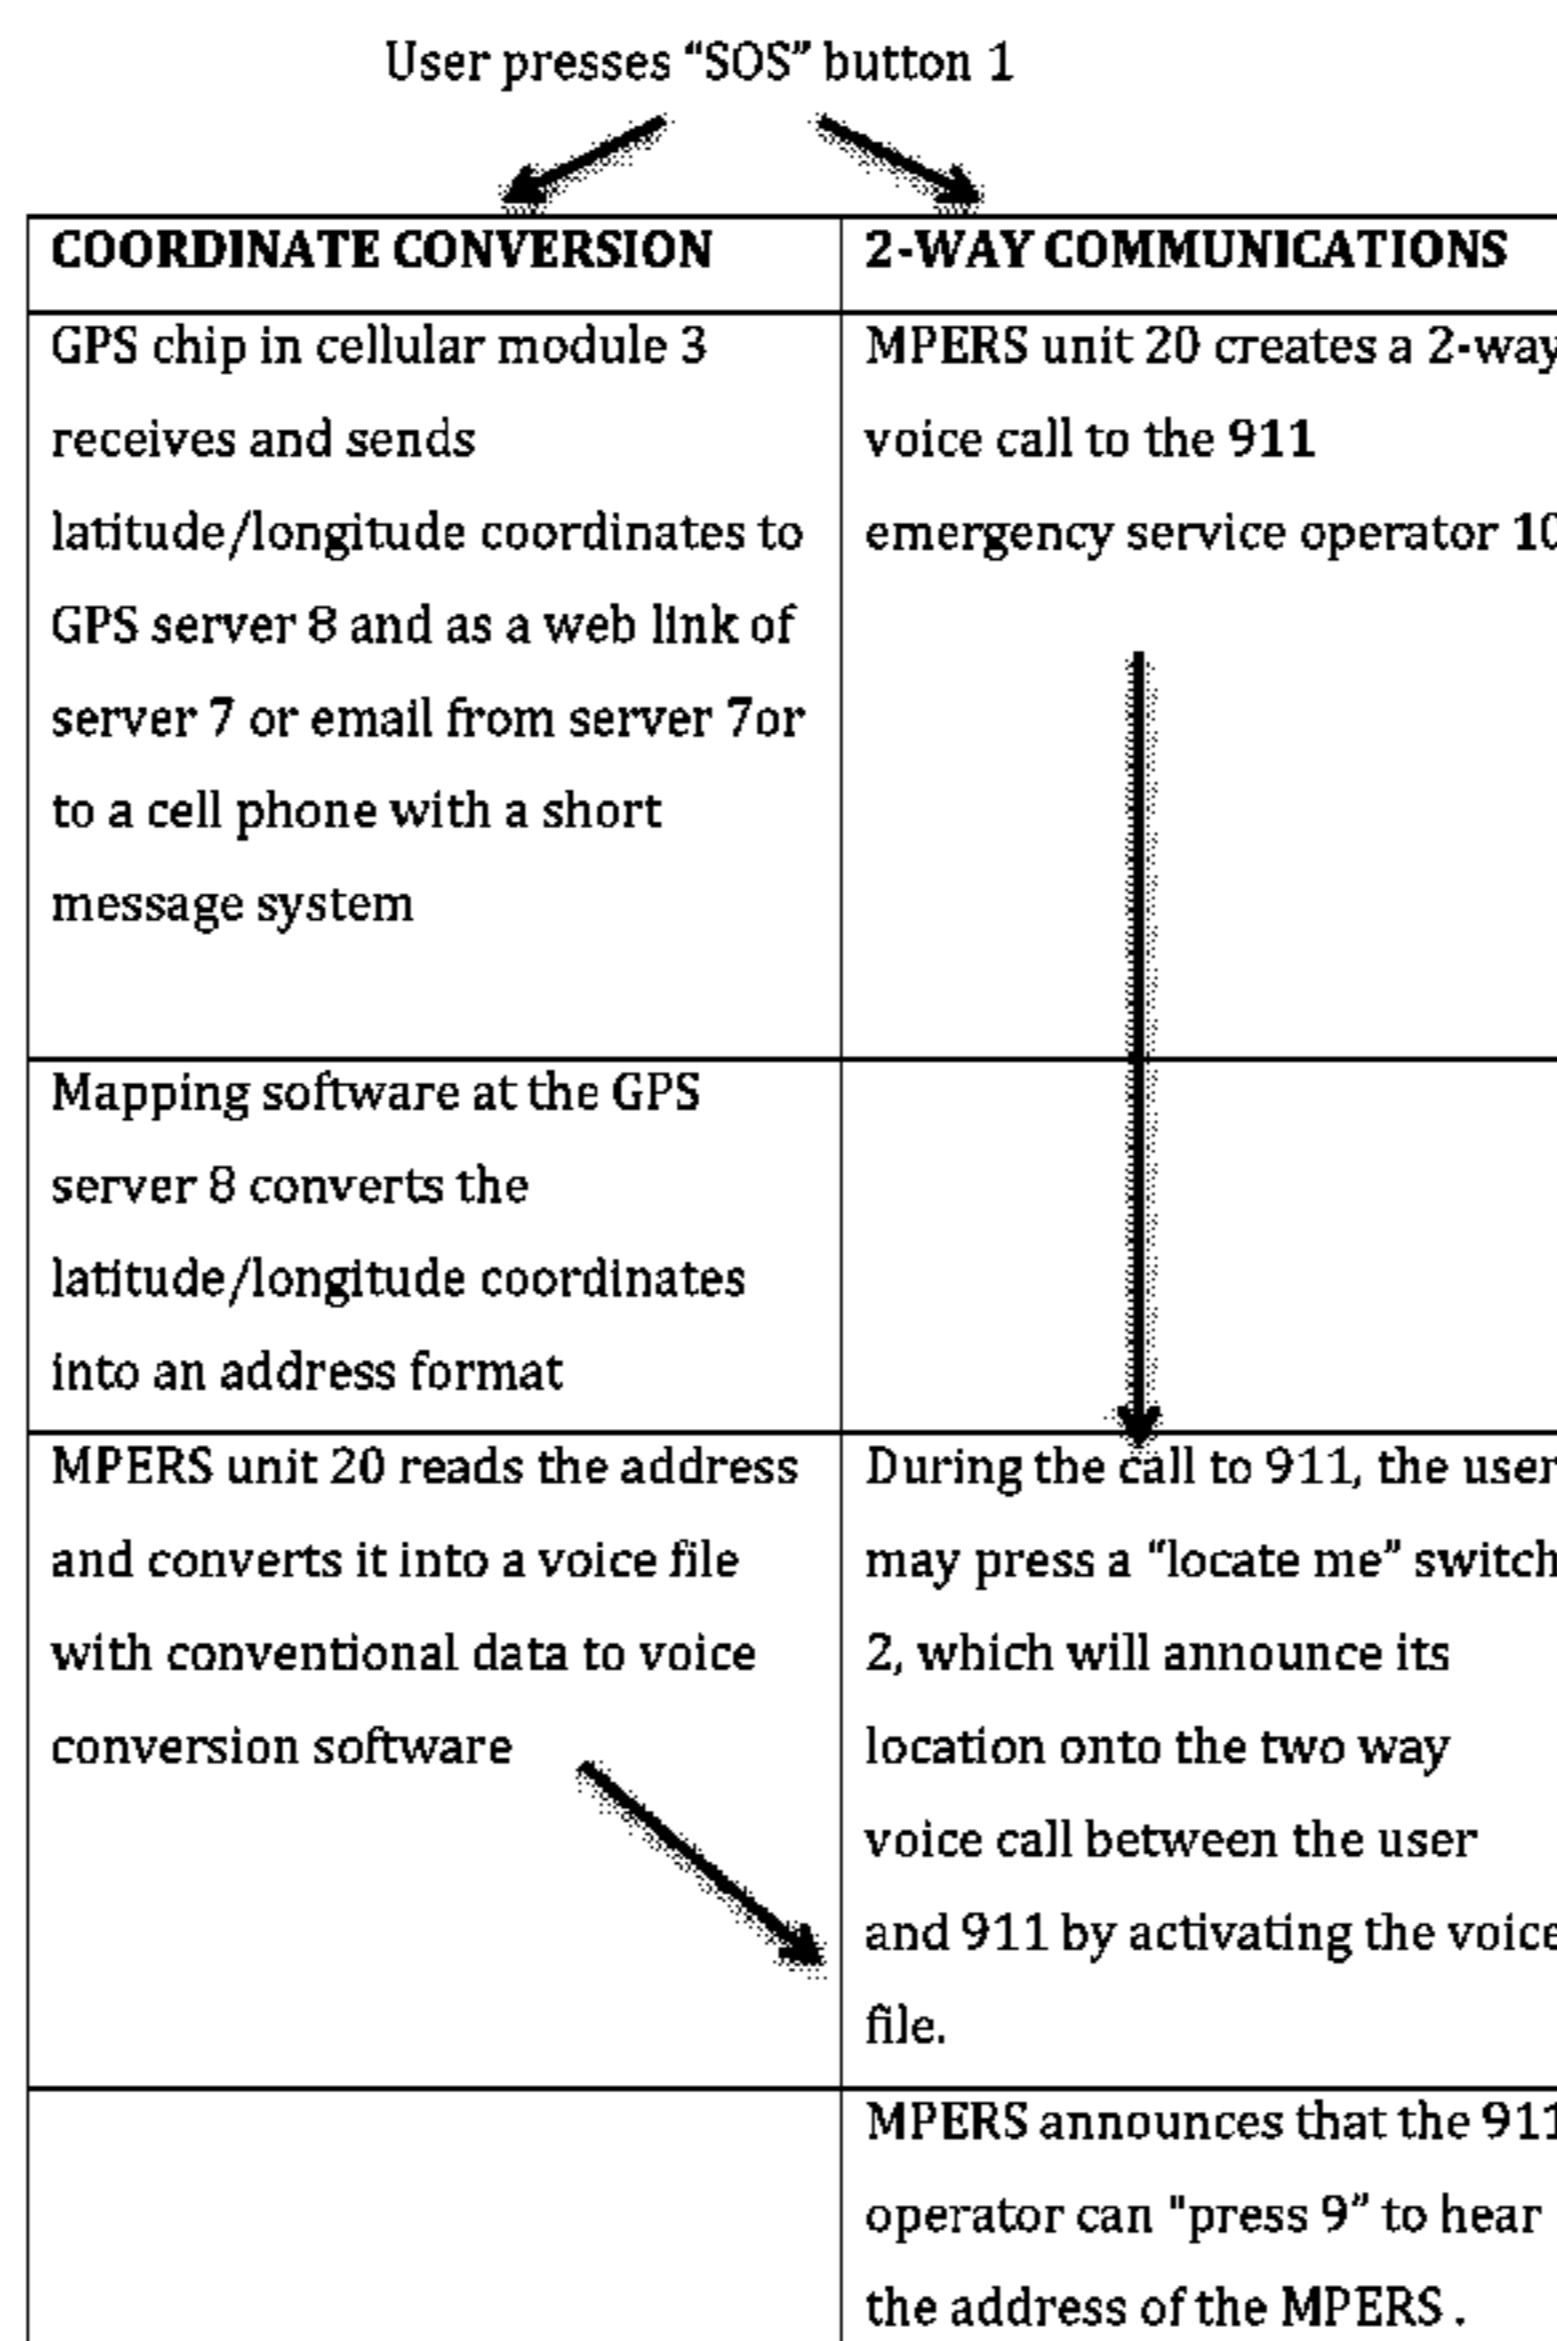 User presses “SOS” button 1
COORDINATE CONVERSION
2-WAY COMMUNICATIONS
GPS chip in cellular module 3
receives and sends
latitude/longitude coordinates to
GPS server 8 and as a web link of
server 7 or email from server 7or
to a cell phone with a short
message system
MPERS unit 20 creates a 2-way
voice call to the 911
emergency service operator 10
Mapping software at the GPS
server 8 converts the
latitude/longitude coordinates
into an address format
MPERS unit 20 reads the address
and converts it into a voice file
with conventional data to voice
conversion software
During the call to 911, the user
may press a “locate me” switch
2, which will announce its
location onto the two way
voice call between the user
and 911 by activating the voice
file.
MPERS announces that the 911
operator can "press 9” to hear
the address of the MPERS .